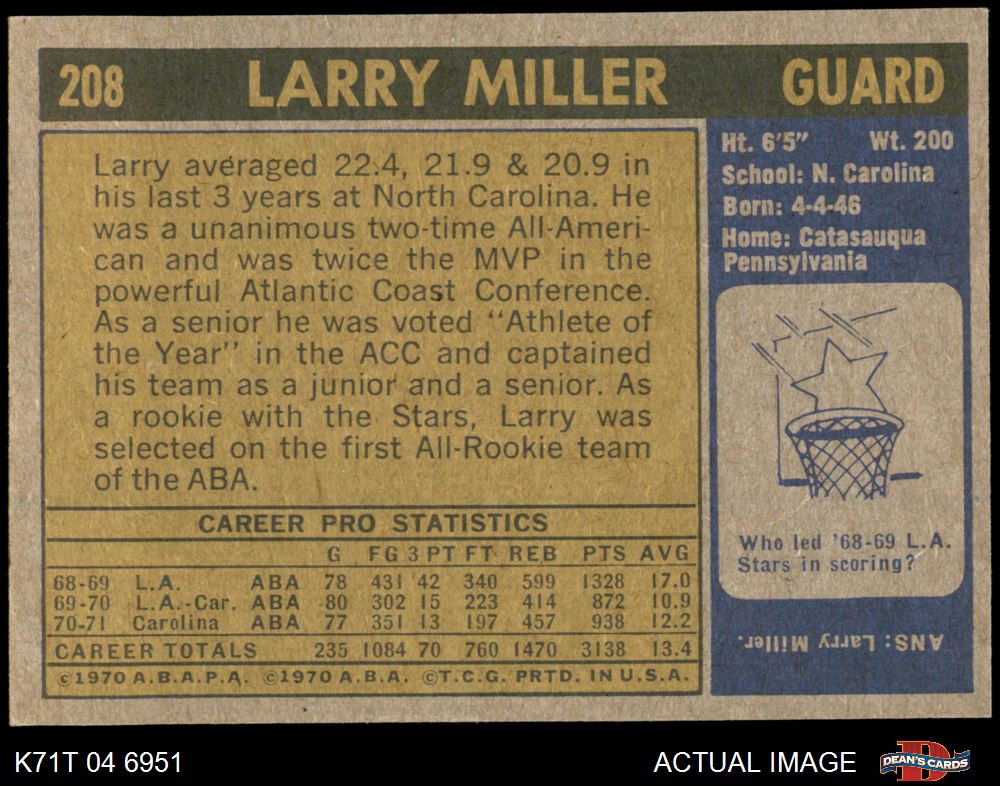 208 LARRY MILLER GUARD
Larry averaged 22.4, 21.9 & 20.9 in
his last 3 years at North Carolina. He
was a unanimous two-time All-Ameri-
can and was twice the MVP in the
powerful Atlantic Coast Conference.
As a senior he was voted "Athlete of
the Year" in the ACC and captained
his team as a junior and a senior. As
a rookie with the Stars, Larry was
selected on the first All-Rookie team
of the ABA.
CAREER PRO STATISTICS
G FG 3 PT FT REB PTS AVG
68-69 L.A. ABA 78 431 42 340 599 1328 17.0
69-70 L.A.-Car. ABA 80 302 15 223 414 872 10.9
70-71 Carolina ABA 77 351 13 197 457 938 12.2
CAREER TOTALS 235 1084 70 760 1470 3138 13.4
©1970 A.B.A.P.A. ©1970 A.B.A. ©T.C.G. PRTD. IN U.S.A.
Ht. 6'5" Wt. 200
School: N. Carolina
Born: 4-4-46
Home: Catasauqua
Pennsylvania
Who led '68-69 L.A.
Stars in scoring?
ANS: Larry Miller.
K71T 04 6951
ACTUAL IMAGE
D
DEAN'S CARDS